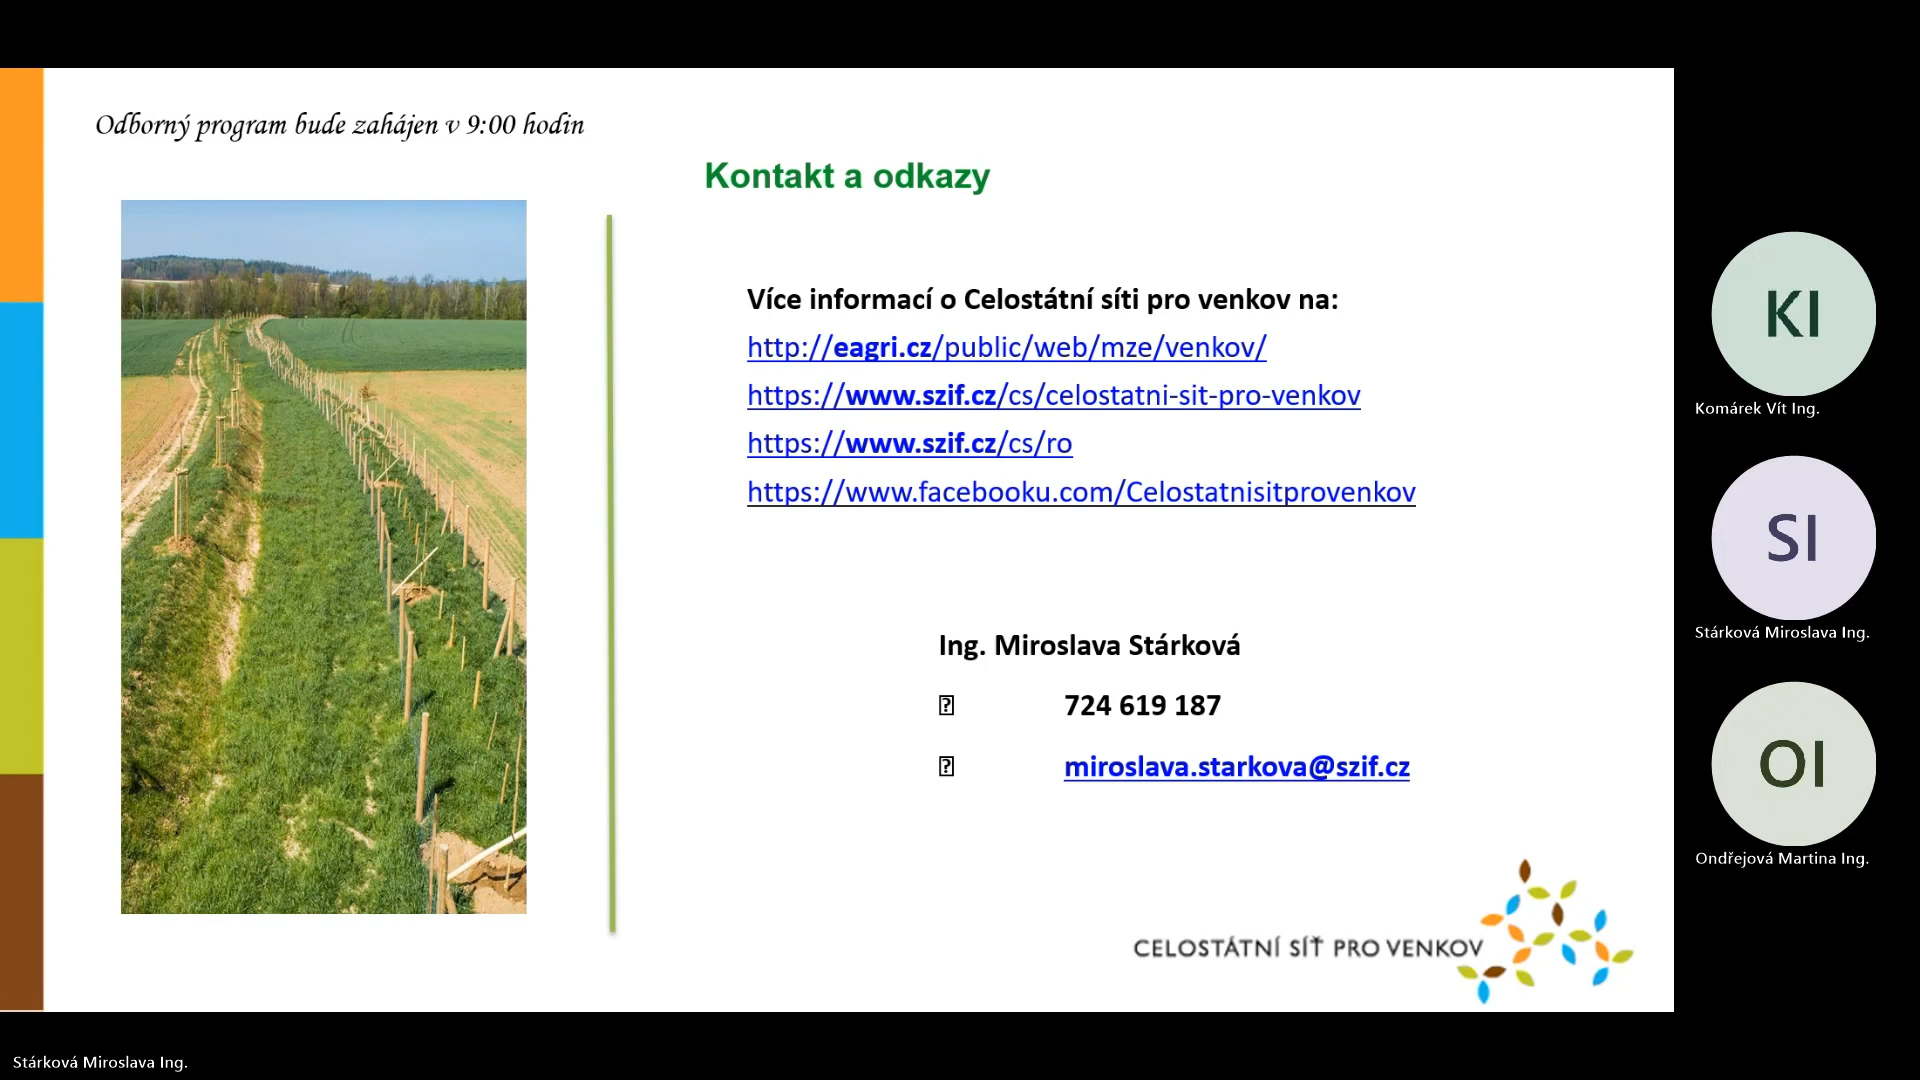 Odborný program bude zahájen v 9:00 hodin
Kontakt a odkazy
Více informací o Celostátní síti pro venkov na:
http://eagri.cz/public/web/mze/venkov/
https://www.szif.cz/cs/celostatni-sit-pro-venkov
https://www.szif.cz/cs/ro
https://www.facebooku.com/Celostatnisitprovenkov
Ing. Miroslava Stárková
724 619 187
miroslava.starkova@szif.cz
CELOSTÁTNÍ SÍŤ PRO VENKOV
KI
Komárek Vít Ing.
SI
Stárková Miroslava Ing.
OI
Ondřejová Martina Ing.
Stárková Miroslava Ing.